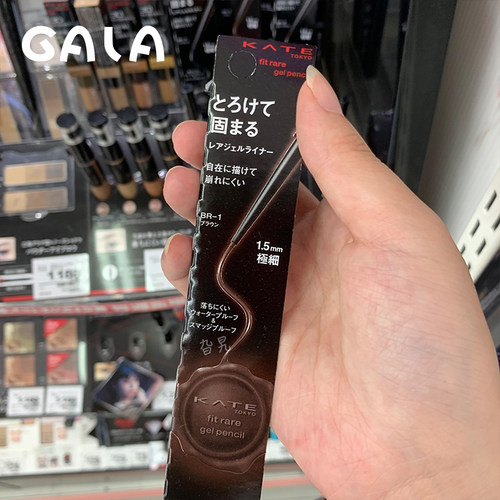 GALA
KATE
TOKYO
fit rare
gel pencil
とろけて
固まる
レアジェルライナー
自在に描けて
崩れにくい
BR-1
ブラウン
1.5mm
極細
落ちにくい
ウォータープルーフ
&
スマッジプルーフ
旮旯
KATE
TOKYO
fit rare
gel pencil